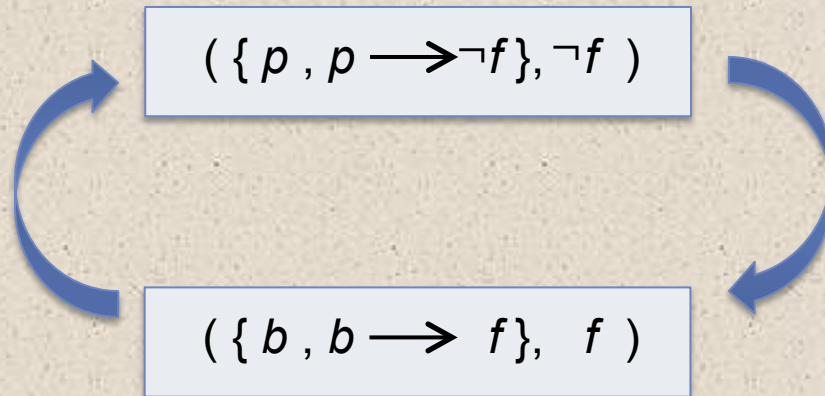 ( { p , p ⟶ ¬f }, ¬f )
( { b , b ⟶ f }, f )